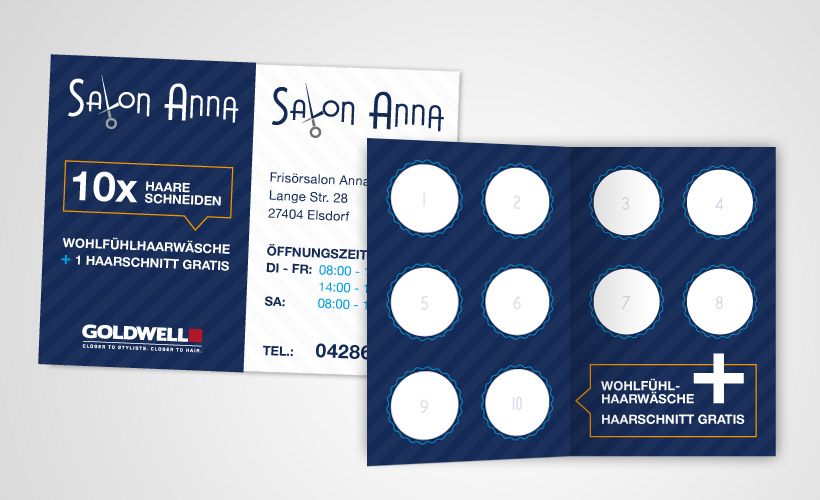 Salon Anna
10x HAARE SCHNEIDEN
WOHLFÜHLHAARWÄSCHE
+ 1 HAARSCHNITT GRATIS
GOLDWELL
CLOSER TO STYLISTS. CLOSER TO HAIR.
Salon Anna
Frisörsalon Anna
Lange Str. 28
27404 Elsdorf
ÖFFNUNGSZEIT
DI - FR: 08:00 -
14:00 -
SA: 08:00 -
TEL.: 04286
1 2 3 4
5 6 7 8
9 10
WOHLFÜHL-
HAARWÄSCHE +
HAARSCHNITT GRATIS